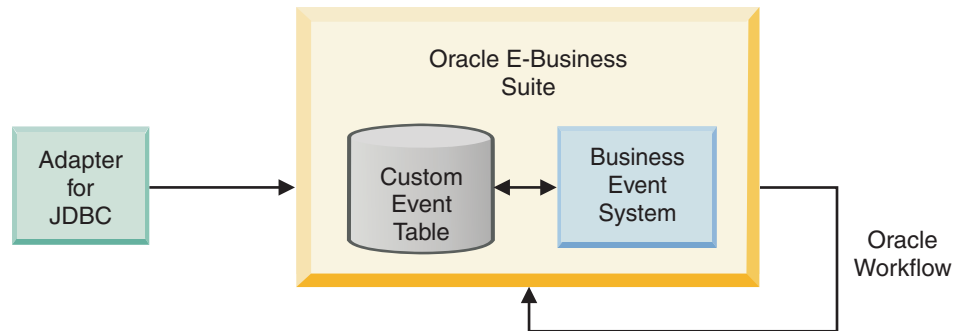 Oracle E-Business
Suite
Adapter
for
JDBC
Custom
Event
Table
Business
Event
System
Oracle
Workflow